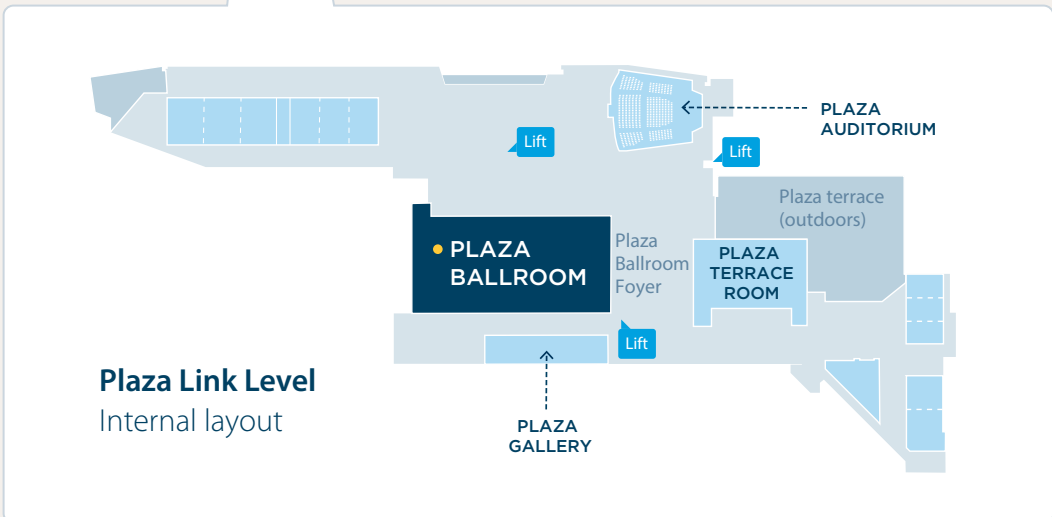 PLAZA
AUDITORIUM
Lift
Lift
Plaza terrace
(outdoors)
PLAZA
BALLROOM
Plaza
Ballroom
Foyer
PLAZA
TERRACE
ROOM
Lift
Plaza Link Level
Internal layout
PLAZA
GALLERY